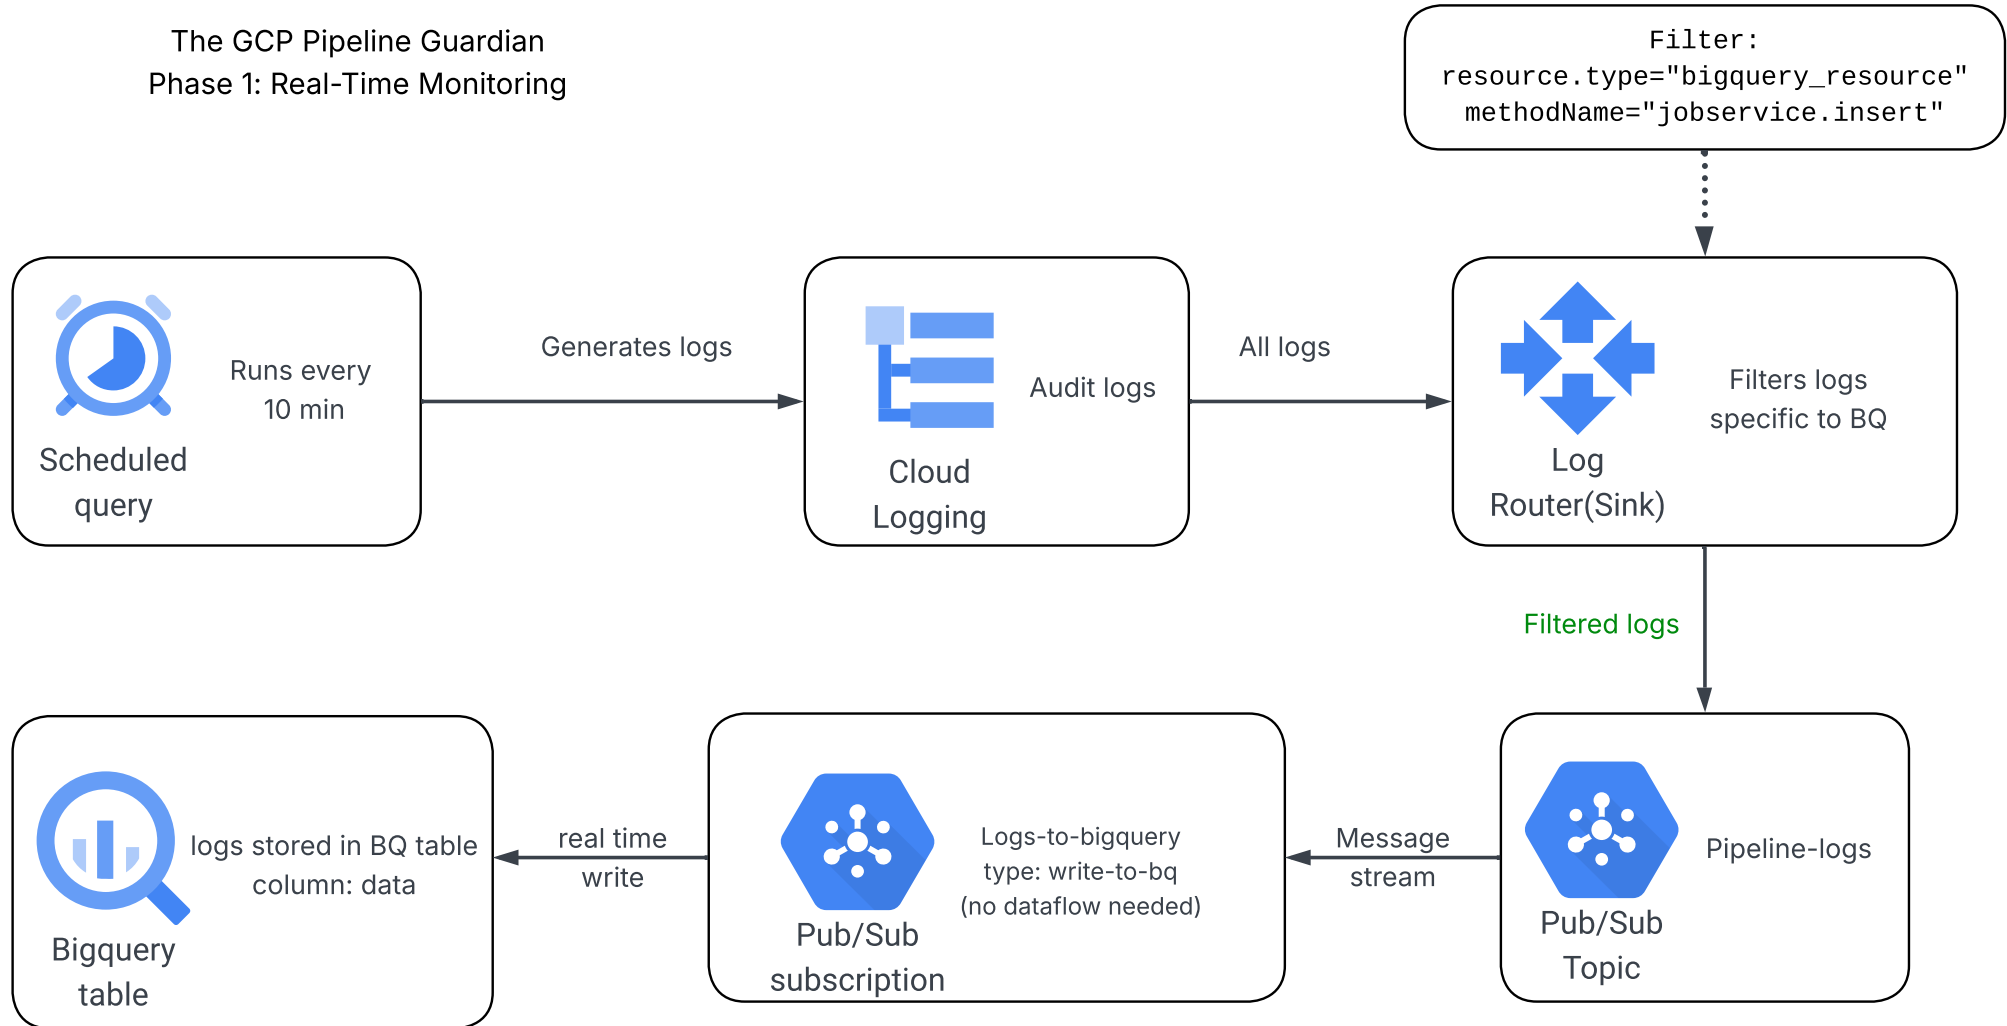 The GCP Pipeline Guardian
Phase 1: Real-Time Monitoring
Filter:
resource.type="bigquery_resource"
methodName="jobservice.insert"
Runs every
10 min
Scheduled
query
Generates logs
Audit logs
Cloud
Logging
All logs
Filters logs
specific to BQ
Log
Router(Sink)
Filtered logs
Pipeline-logs
Pub/Sub
Topic
Message
stream
Logs-to-bigquery
type: write-to-bq
(no dataflow needed)
Pub/Sub
subscription
real time
write
logs stored in BQ table
column: data
Bigquery
table